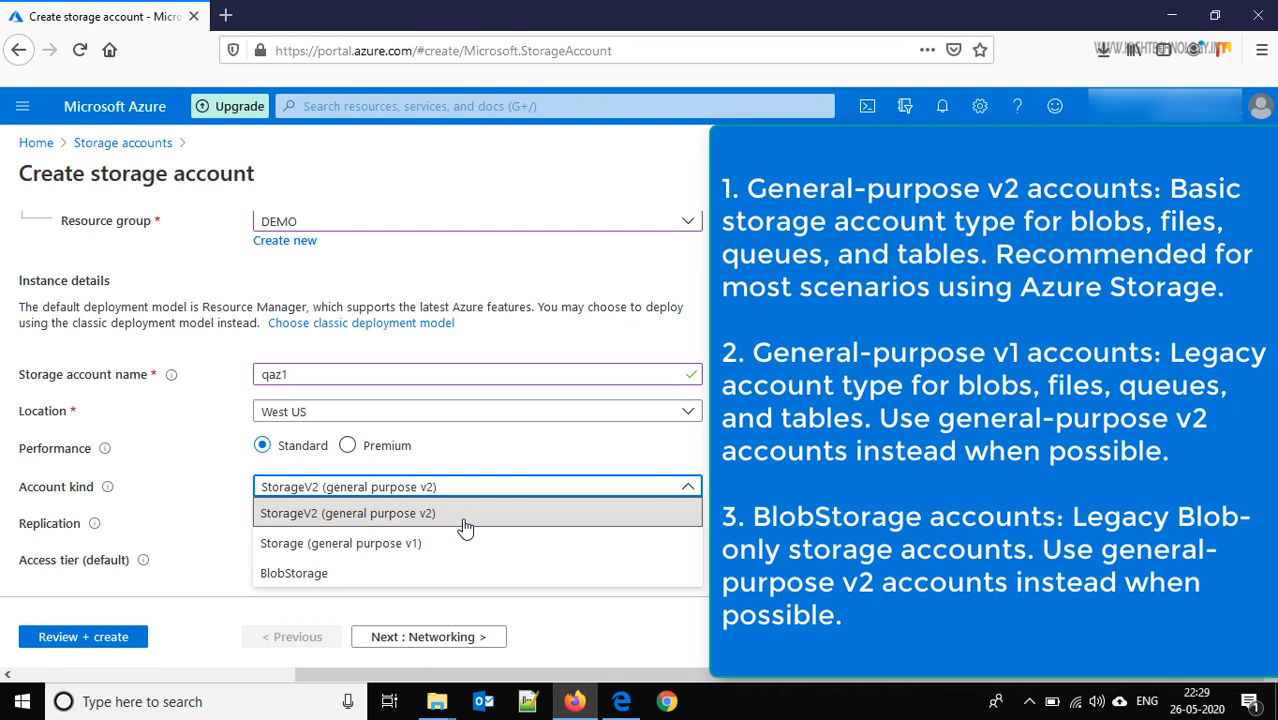 Create storage account - Micro
https://portal.azure.com/#create/Microsoft.StorageAccount
Microsoft Azure
Upgrade
Search resources, services, and docs (G+/)
Home > Storage accounts >
Create storage account
Resource group *
DEMO
Create new
Instance details
The default deployment model is Resource Manager, which supports the latest Azure features. You may choose to deploy
using the classic deployment model instead. Choose classic deployment model
Storage account name *
qaz1
Location *
West US
Performance
Standard
Premium
Account kind
StorageV2 (general purpose v2)
StorageV2 (general purpose v2)
Replication
Storage (general purpose v1)
Access tier (default)
BlobStorage
Review + create
< Previous
Next : Networking >
1. General-purpose v2 accounts: Basic
storage account type for blobs, files,
queues, and tables. Recommended for
most scenarios using Azure Storage.
2. General-purpose v1 accounts: Legacy
account type for blobs, files, queues,
and tables. Use general-purpose v2
accounts instead when possible.
3. BlobStorage accounts: Legacy Blob-
only storage accounts. Use general-
purpose v2 accounts instead when
possible.
Type here to search
ENG
22:29
26-05-2020
1